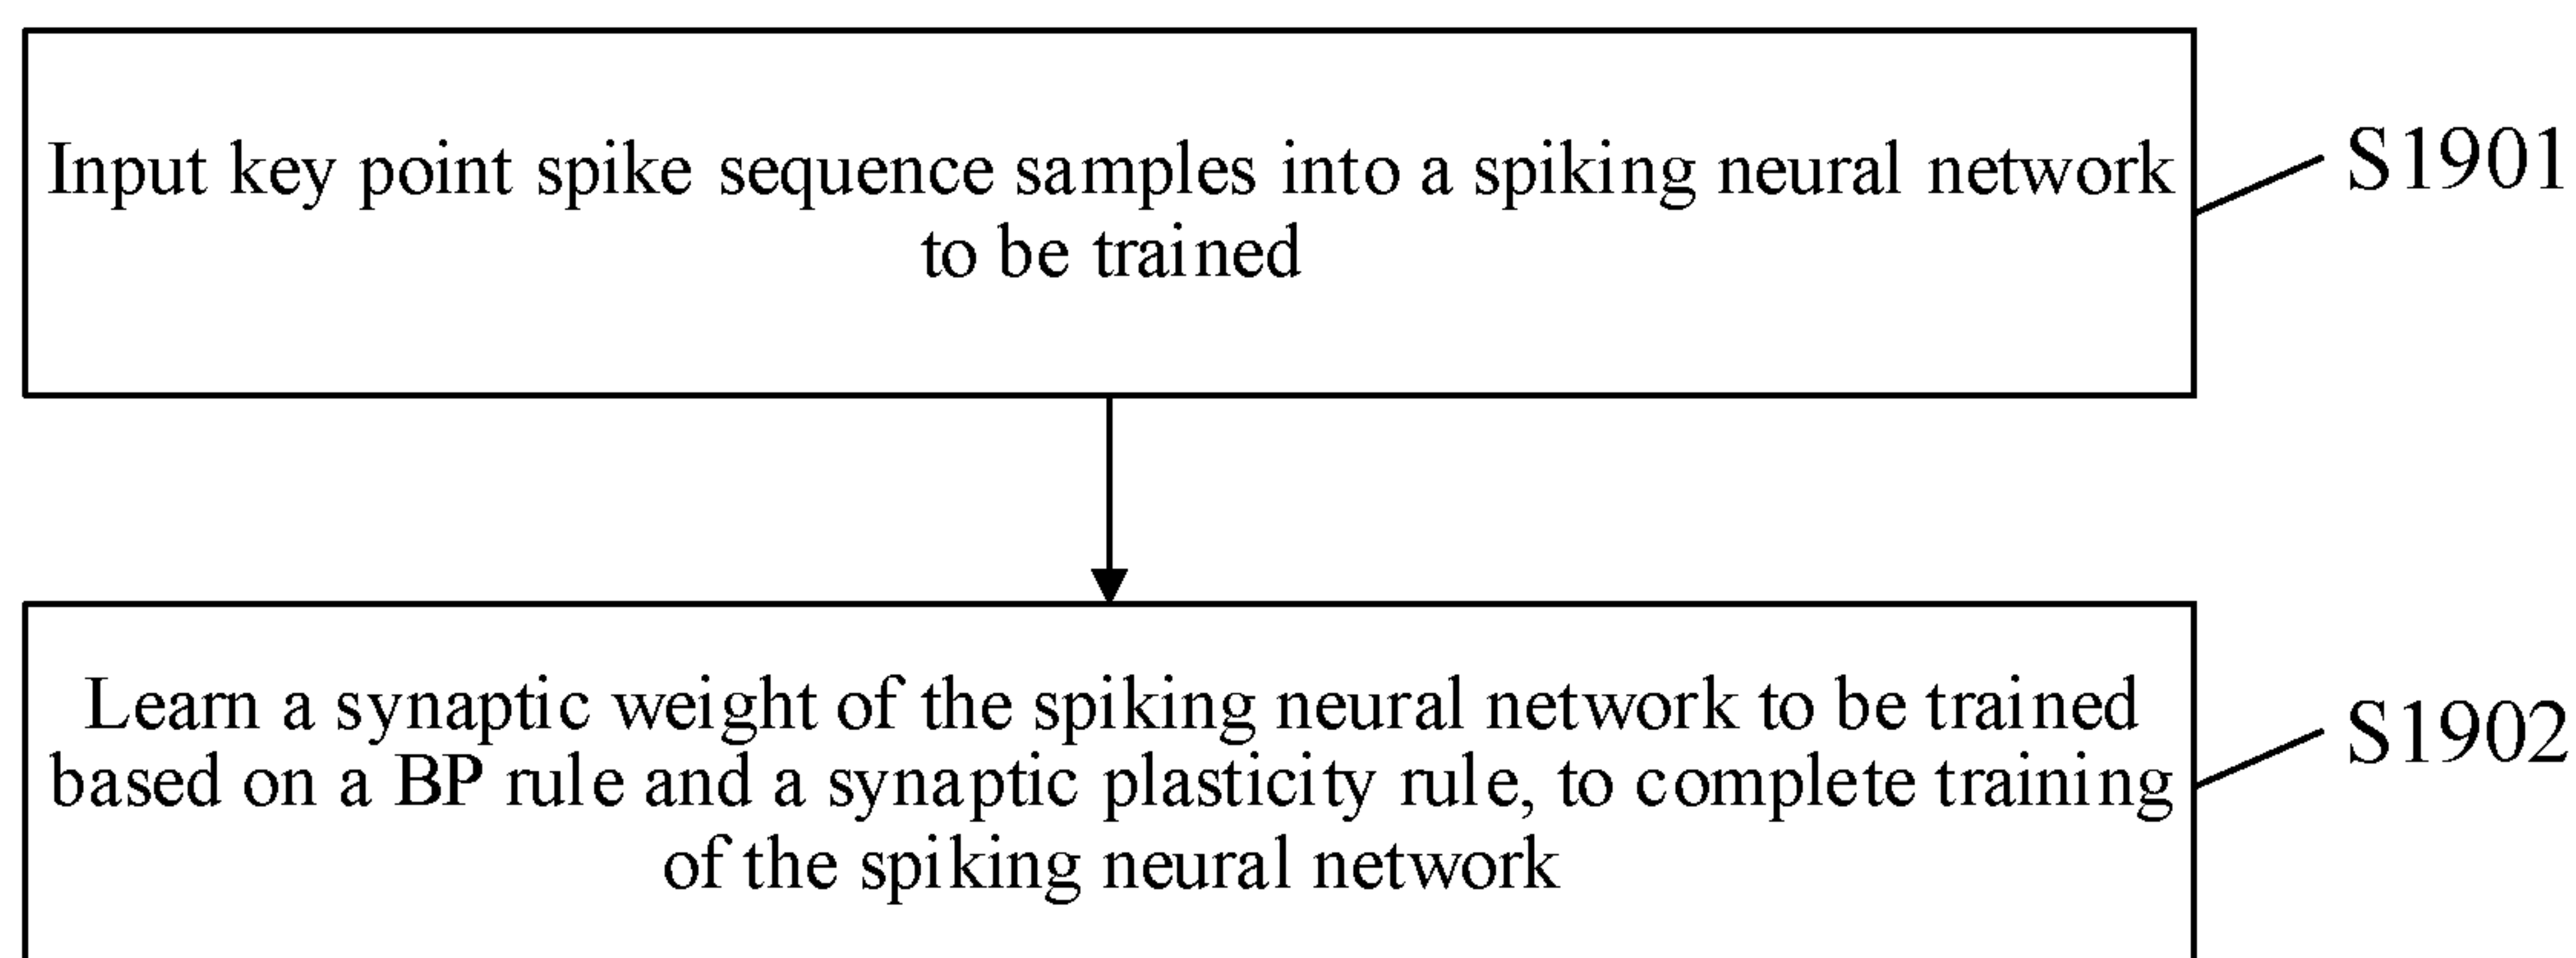 Input key point spike sequence samples into a spiking neural network
to be trained
S1901
Learn a synaptic weight of the spiking neural network to be trained
based on a BP rule and a synaptic plasticity rule, to complete training
of the spiking neural network
S1902